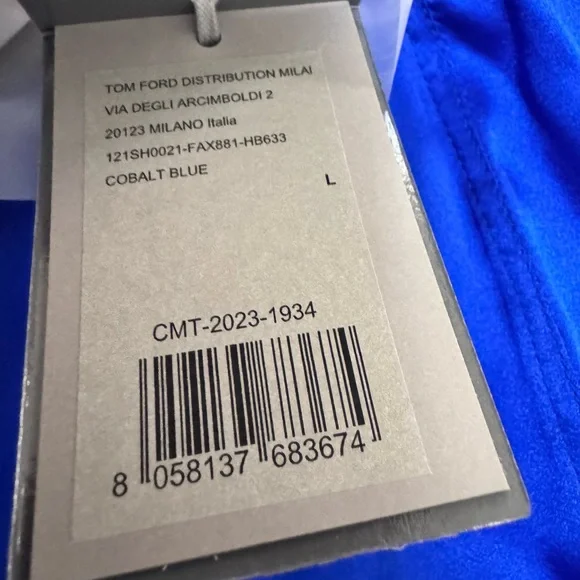 TOM FORD DISTRIBUTION MILAI
VIA DEGLI ARCIMBOLDI 2
20123 MILANO Italia
121SH0021-FAX881-HB633
COBALT BLUE
L
CMT-2023-1934
8 058137 683674